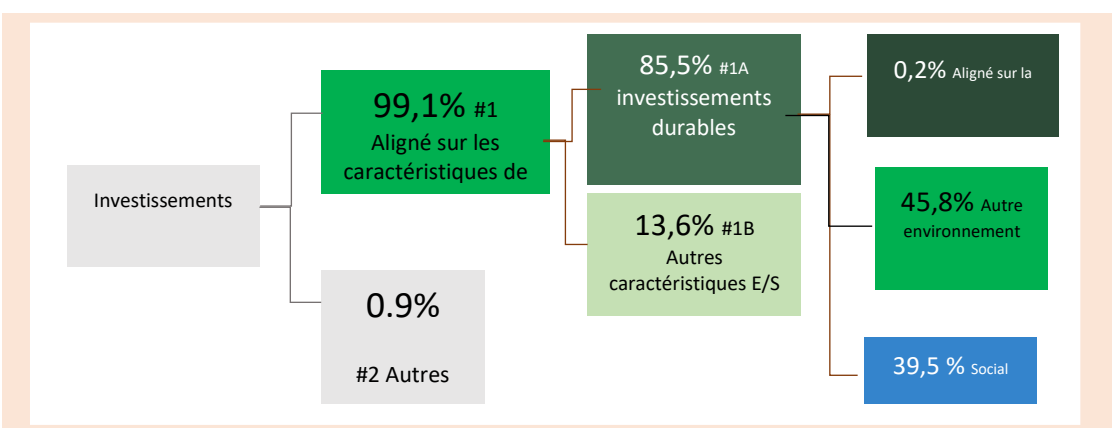 Investissements
99,1% #1
Aligné sur les
caractéristiques de
0.9%
#2 Autres
85,5% #1A
investissements
durables
13,6% #1B
Autres
caractéristiques E/S
0,2% Aligné sur la
45,8% Autre
environnement
39,5 % Social